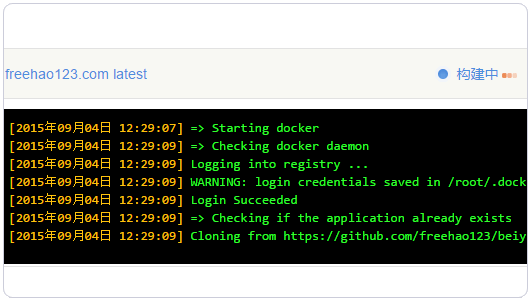 freehao123.com latest 构建中
[2015年09月04日 12:29:07] => Starting docker
[2015年09月04日 12:29:09] => Checking docker daemon
[2015年09月04日 12:29:09] Logging into registry ...
[2015年09月04日 12:29:09] WARNING: login credentials saved in /root/.dock
[2015年09月04日 12:29:09] Login Succeeded
[2015年09月04日 12:29:09] => Checking if the application already exists
[2015年09月04日 12:29:09] Cloning from https://github.com/freehao123/beiy